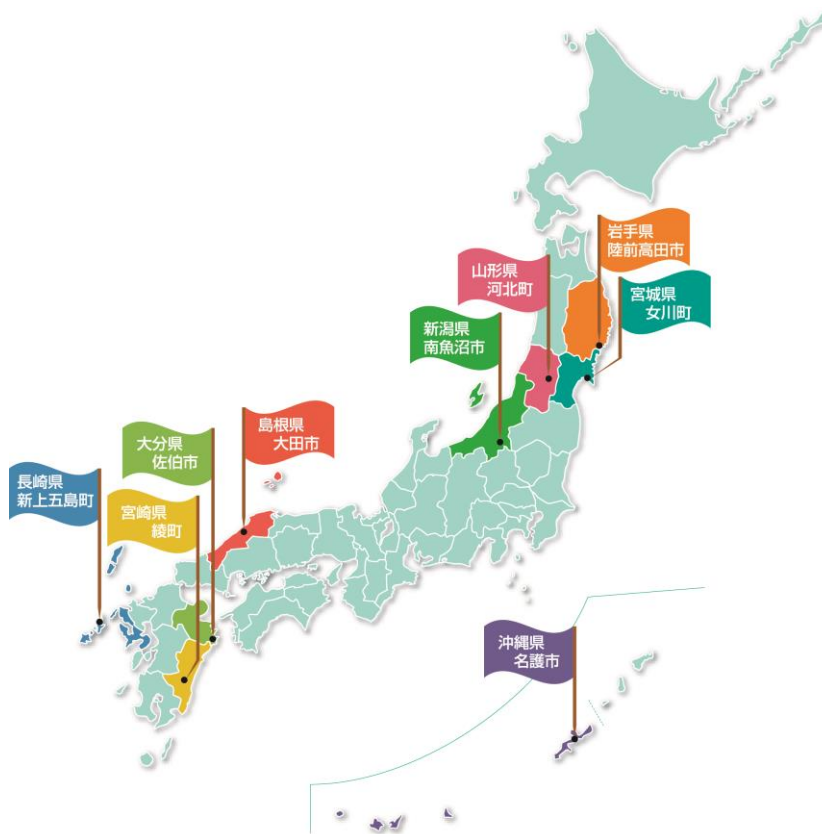 岩手県
陸前高田市
山形県
河北町
宮城県
女川町
新潟県
南魚沼市
島根県
大田市
大分県
佐伯市
長崎県
新上五島町
宮崎県
綾町
沖縄県
名護市